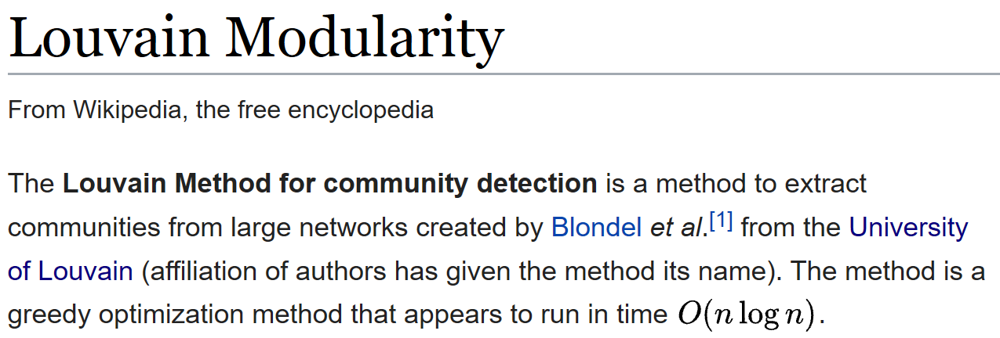 Louvain Modularity
From Wikipedia, the free encyclopedia
The Louvain Method for community detection is a method to extract
communities from large networks created by Blondel et al.[1] from the University
of Louvain (affiliation of authors has given the method its name). The method is a
greedy optimization method that appears to run in time O(n log n).